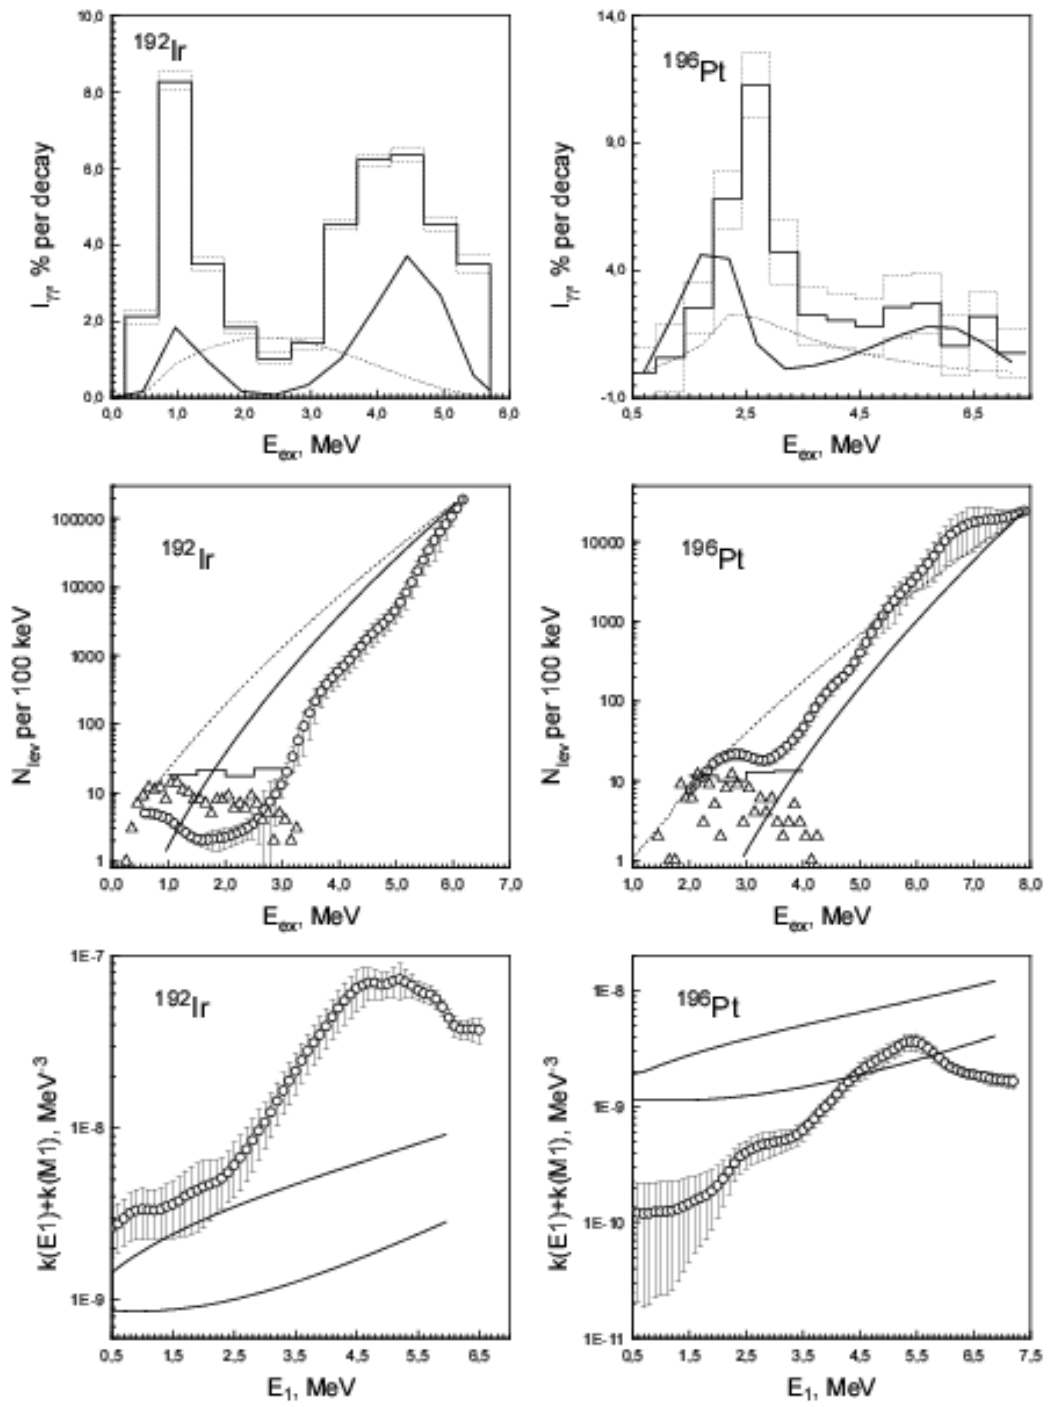 10,0
8,0
6,0
4,0
2,0
0,0
I_γγ, % per decay
¹⁹²Ir
0,0 1,0 2,0 3,0 4,0 5,0 6,0
E_ex, MeV
14,0
9,0
4,0
-1,0
I_γγ, % per decay
¹⁹⁶Pt
0,5 2,5 4,5 6,5
E_ex, MeV
100000
10000
1000
100
10
1
N_lev per 100 keV
¹⁹²Ir
0,0 1,0 2,0 3,0 4,0 5,0 6,0 7,0
E_ex, MeV
10000
1000
100
10
1
N_lev per 100 keV
¹⁹⁶Pt
1,0 2,0 3,0 4,0 5,0 6,0 7,0 8,0
E_ex, MeV
1E-7
1E-8
1E-9
k(E1)+k(M1), MeV⁻³
¹⁹²Ir
0,5 1,5 2,5 3,5 4,5 5,5 6,5
E₁, MeV
1E-8
1E-9
1E-10
1E-11
k(E1)+k(M1), MeV⁻³
¹⁹⁶Pt
0,5 1,5 2,5 3,5 4,5 5,5 6,5 7,5
E₁, MeV